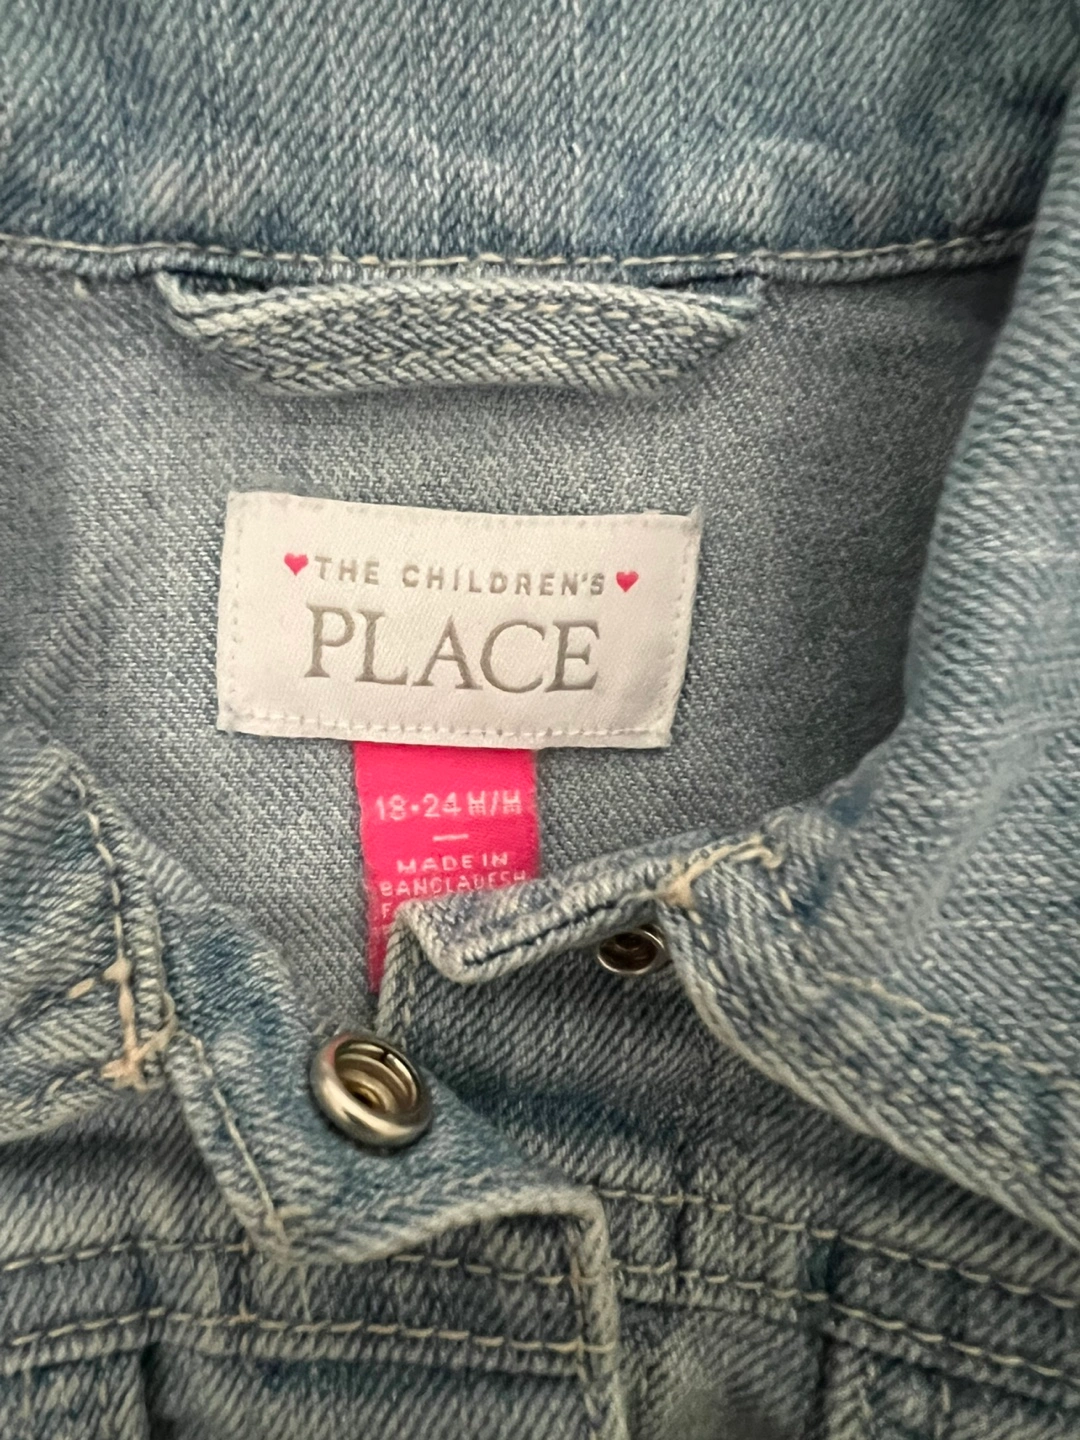 THE CHILDREN'S
PLACE
18-24 M/M
MADE IN
BANGLADESH